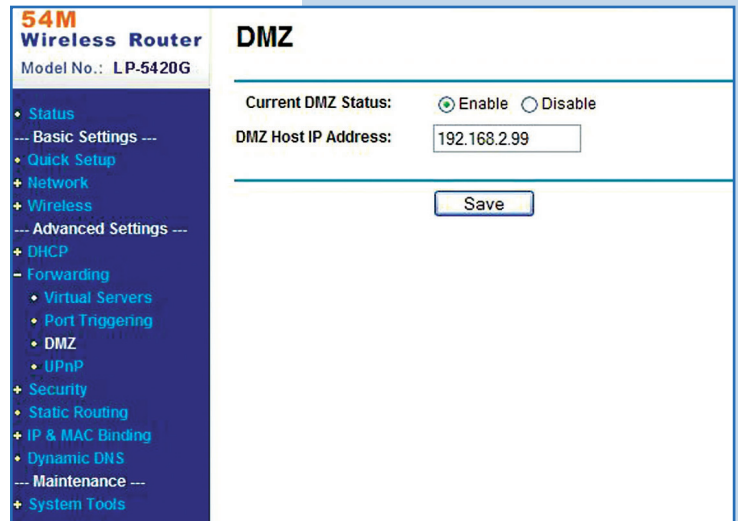 54M
Wireless Router
Model No.: LP-5420G
Status
--- Basic Settings ---
Quick Setup
Network
Wireless
--- Advanced Settings ---
DHCP
Forwarding
Virtual Servers
Port Triggering
DMZ
UPnP
Security
Static Routing
IP & MAC Binding
Dynamic DNS
--- Maintenance ---
System Tools
DMZ
Current DMZ Status: Enable Disable
DMZ Host IP Address: 192.168.2.99
Save